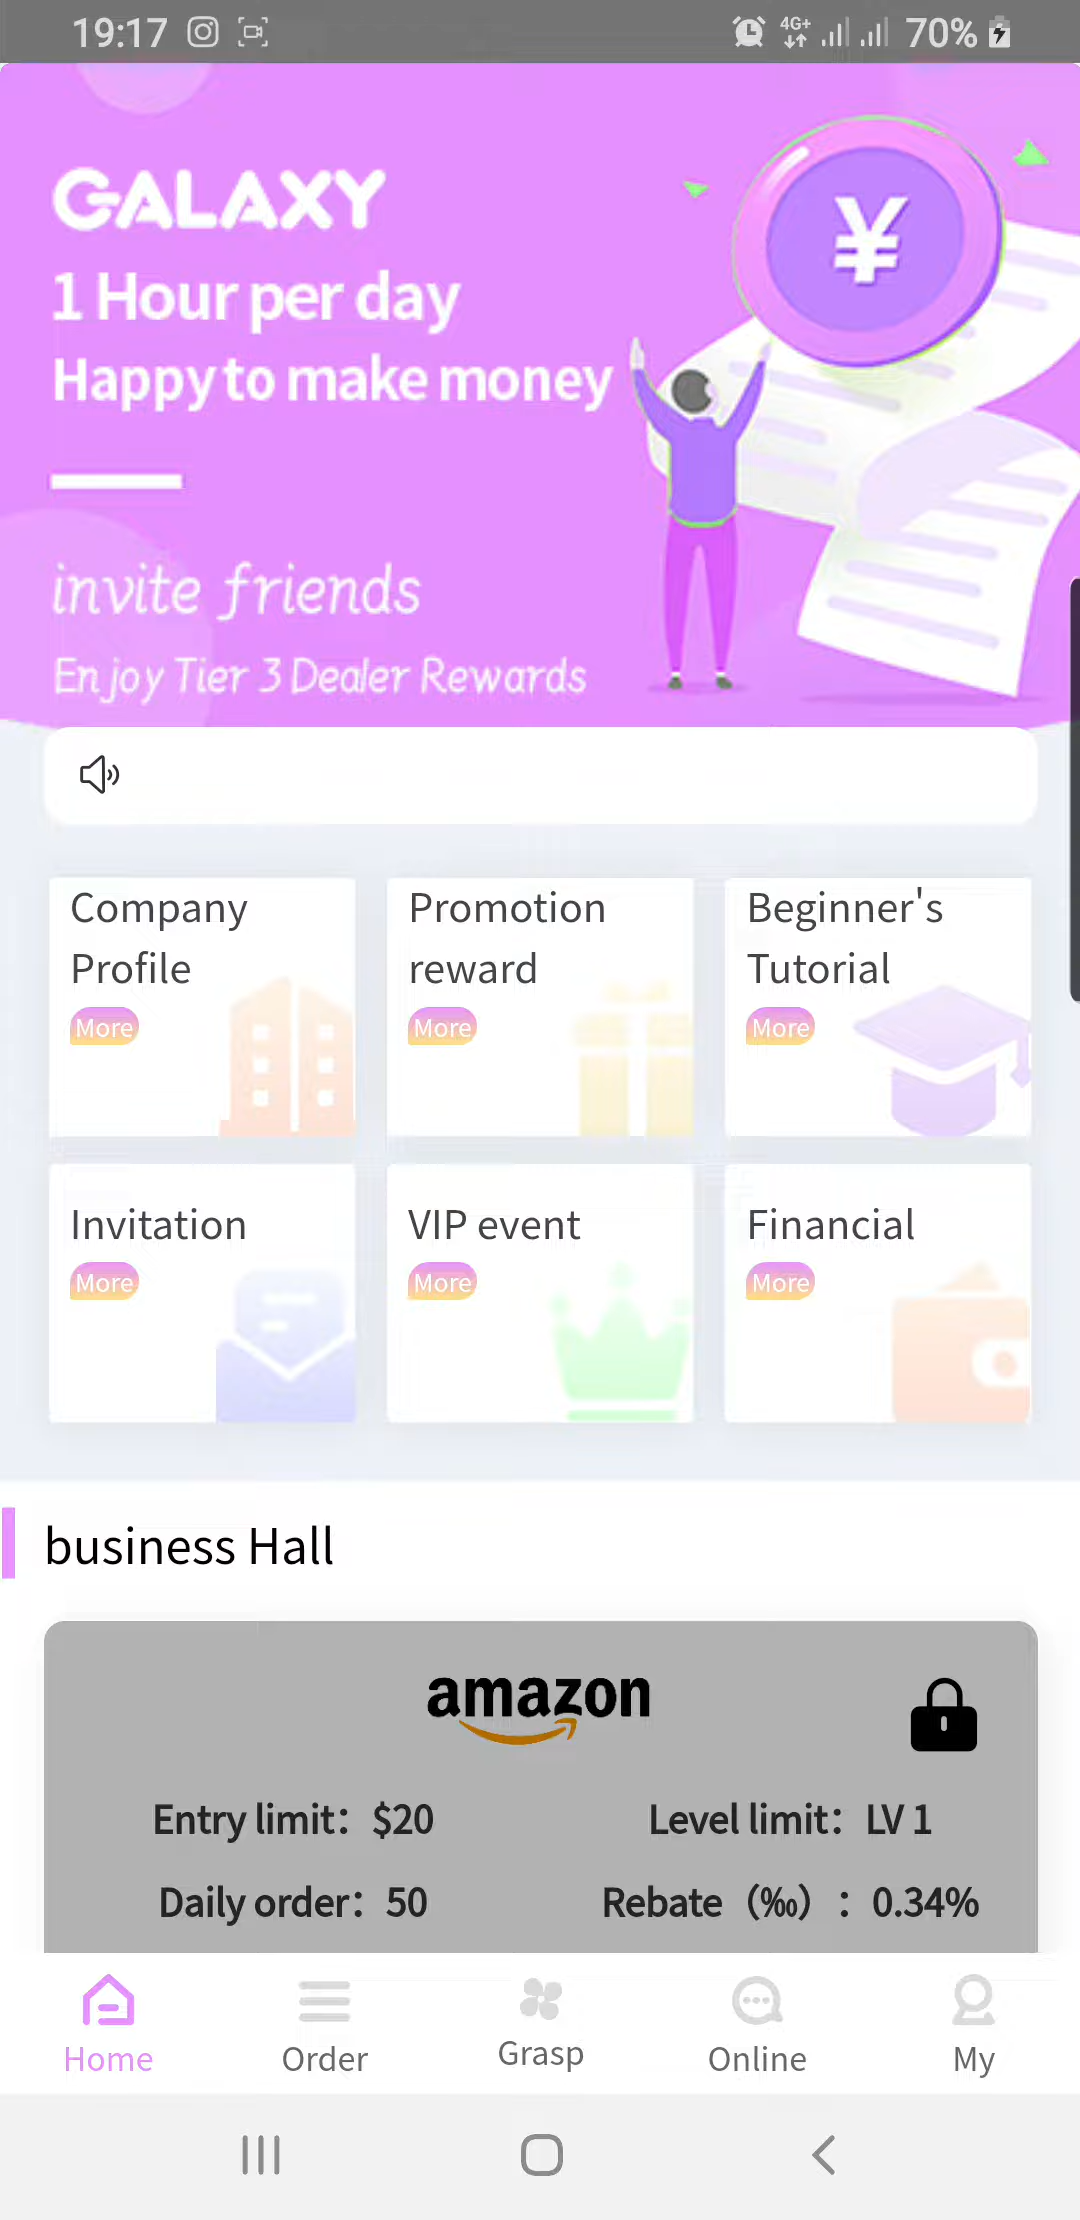 19:17 4G+ 70%
GALAXY
1 Hour per day
Happy to make money
invite friends
Enjoy Tier 3 Dealer Rewards
Company Profile
More
Promotion reward
More
Beginner's Tutorial
More
Invitation
More
VIP event
More
Financial
More
business Hall
amazon
Entry limit： $20
Level limit： LV 1
Daily order： 50
Rebate（‰）： 0.34%
Home
Order
Grasp
Online
My